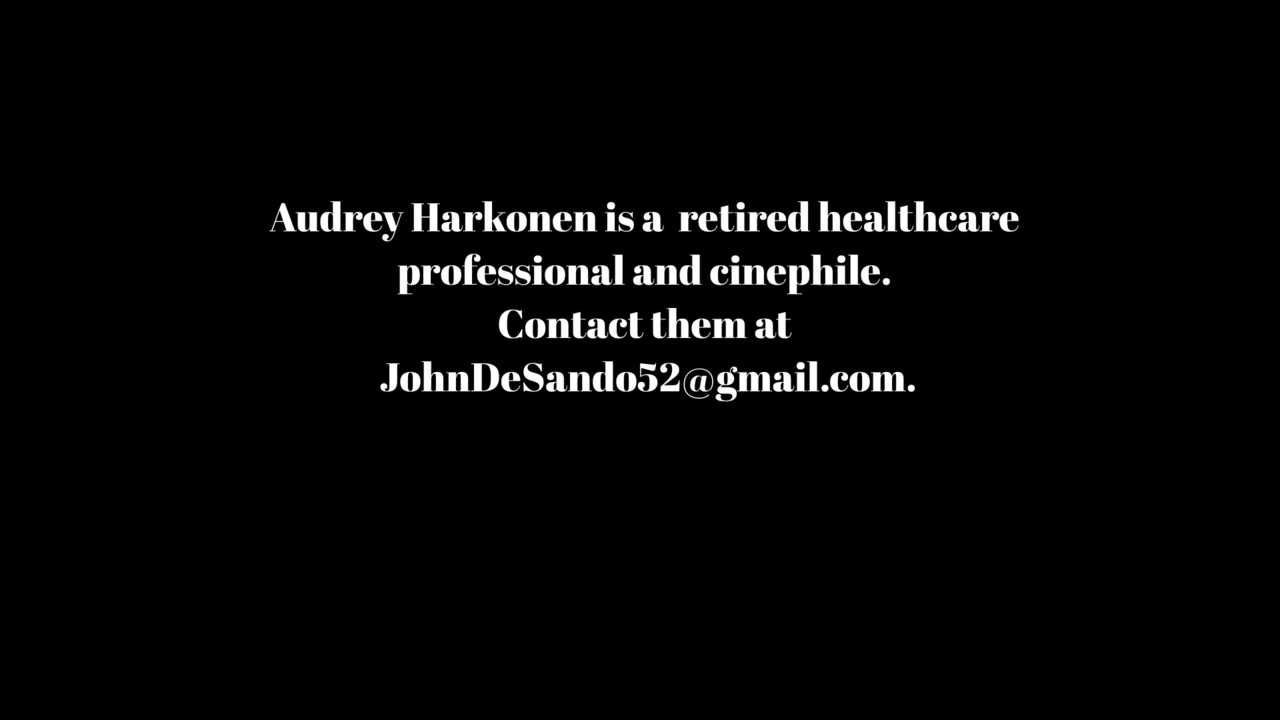 Audrey Harkonen is a  retired healthcare
professional and cinephile.
Contact them at
JohnDeSando52@gmail.com.